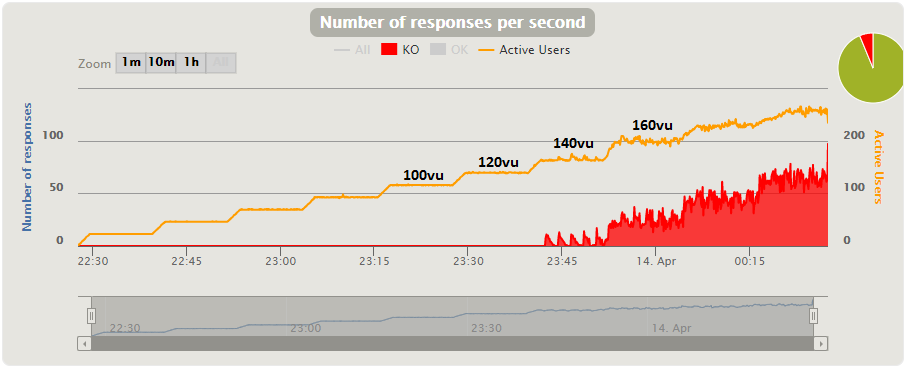 Number of responses per second
All KO OK Active Users
Zoom 1m 10m 1h All
Number of responses
Active Users
100 200
50 100
0 0
100vu 120vu 140vu 160vu
22:30 22:45 23:00 23:15 23:30 23:45 14. Apr 00:15
22:30 23:00 23:30 14. Apr